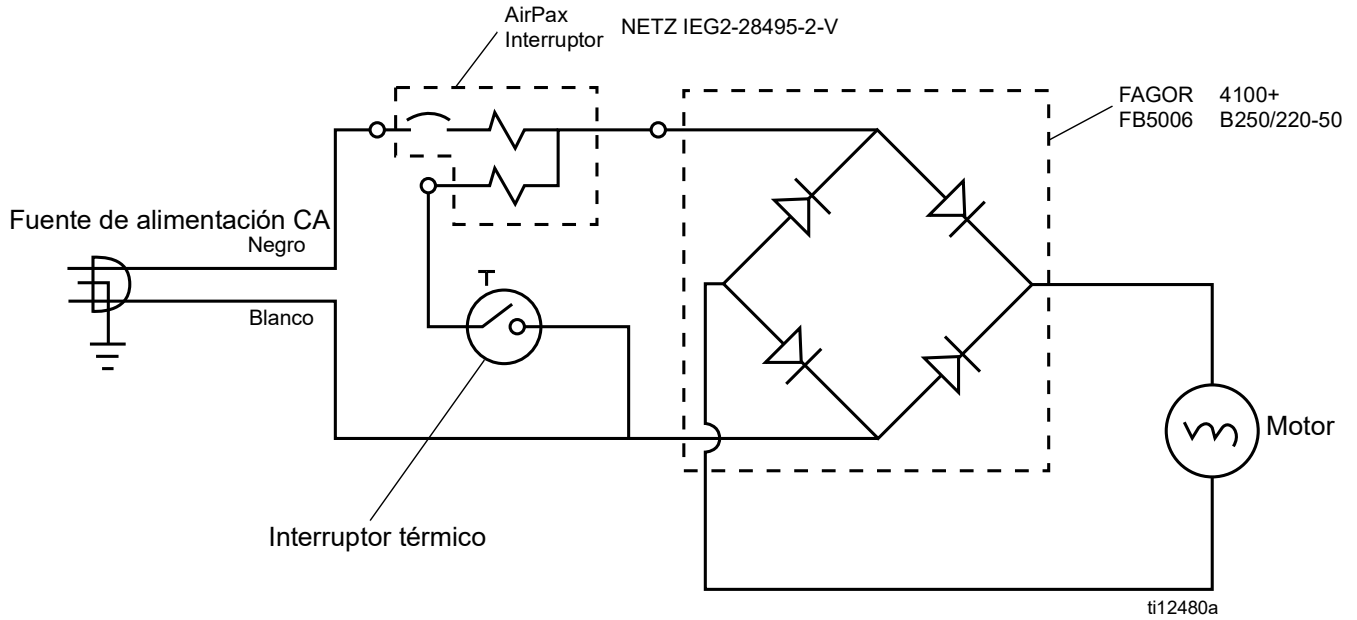 AirPax
Interruptor
NETZ IEG2-28495-2-V
FAGOR 4100+
FB5006 B250/220-50
Fuente de alimentación CA
Negro
Blanco
Motor
Interruptor térmico
ti12480a